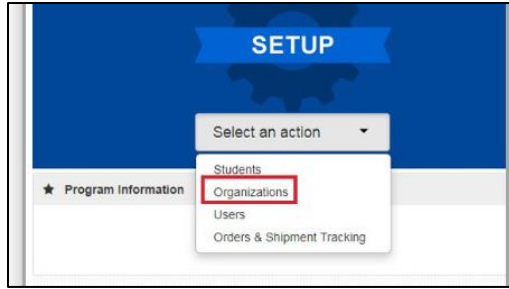 SETUP
Select an action
Students
★ Program Information
Organizations
Users
Orders & Shipment Tracking